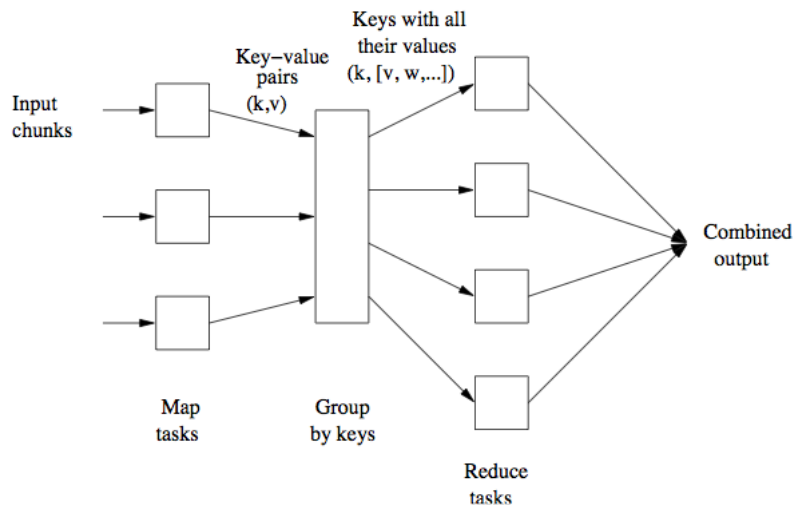 Input
chunks
Key−value
pairs
(k,v)
Keys with all
their values
(k, [v, w,...])
Combined
output
Map
tasks
Group
by keys
Reduce
tasks